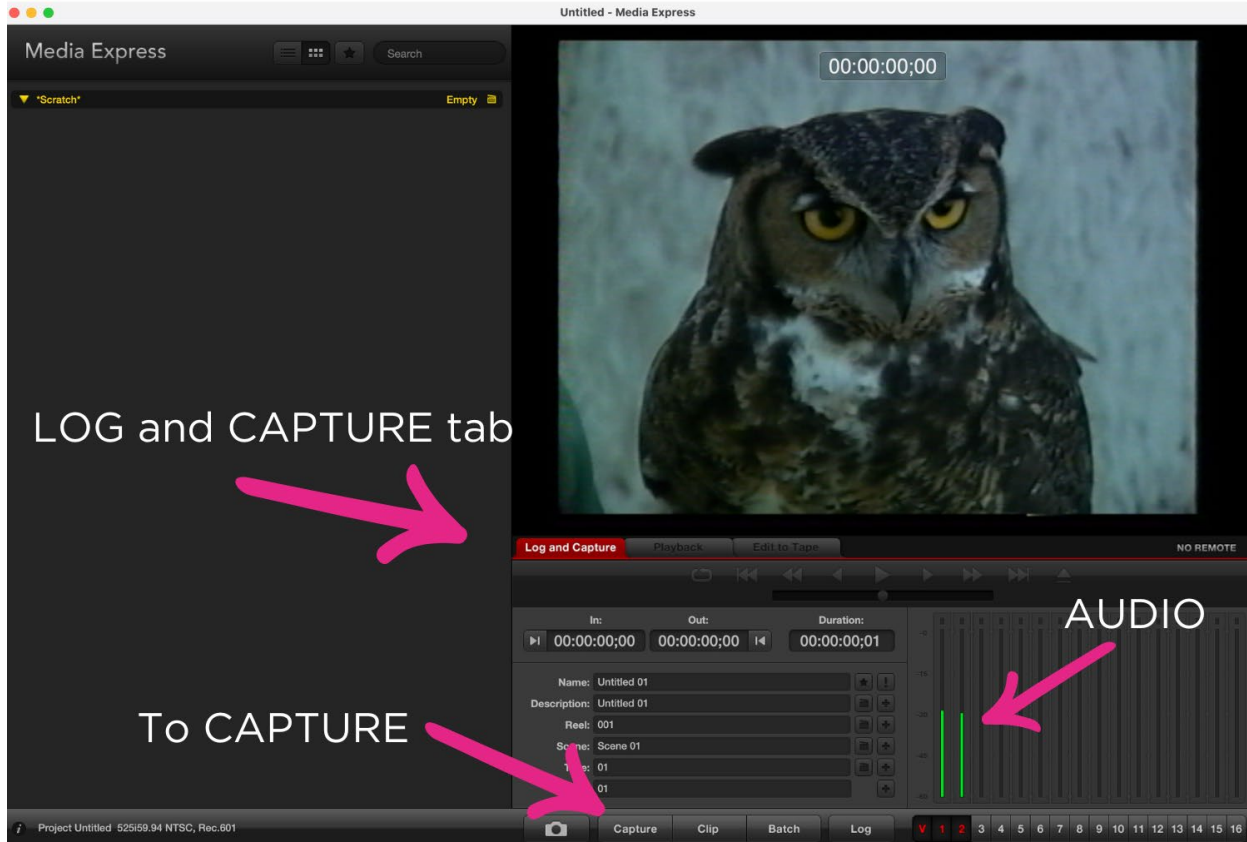 Untitled - Media Express
Media Express
Search
*Scratch*
Empty
00:00:00;00
LOG and CAPTURE tab
Log and Capture
Playback
Edit to Tape
NO REMOTE
In:
Out:
Duration:
00:00:00;00
00:00:00;00
00:00:00;01
AUDIO
Name: Untitled 01
Description: Untitled 01
Reel: 001
Scene: Scene 01
01
01
To CAPTURE
i
Project Untitled 525i59.94 NTSC, Rec.601
Capture
Clip
Batch
Log
V 1 2 3 4 5 6 7 8 9 10 11 12 13 14 15 16